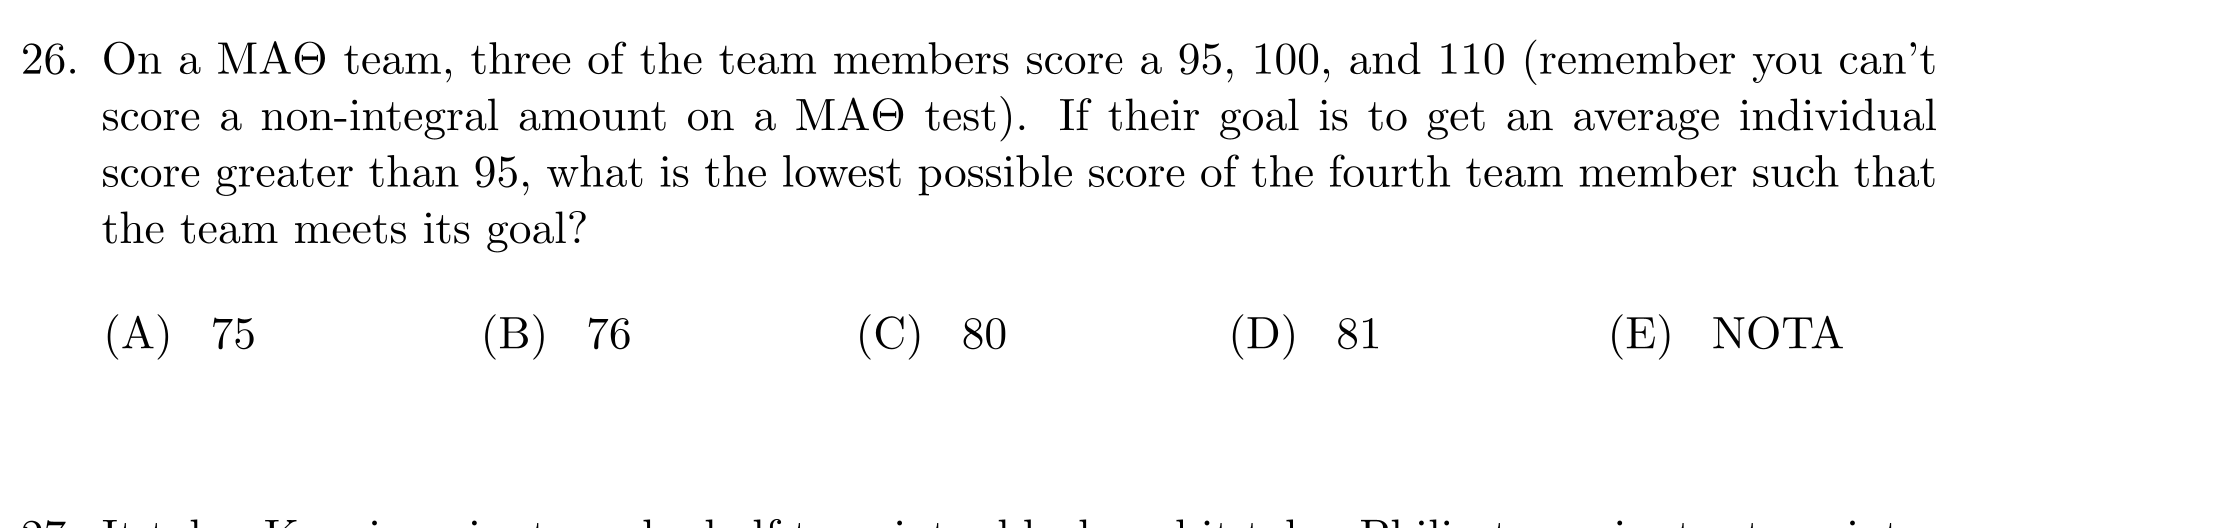 26. On a MAΘ team, three of the team members score a 95, 100, and 110 (remember you can't
score a non-integral amount on a MAΘ test). If their goal is to get an average individual
score greater than 95, what is the lowest possible score of the fourth team member such that
the team meets its goal?
(A) 75 (B) 76 (C) 80 (D) 81 (E) NOTA